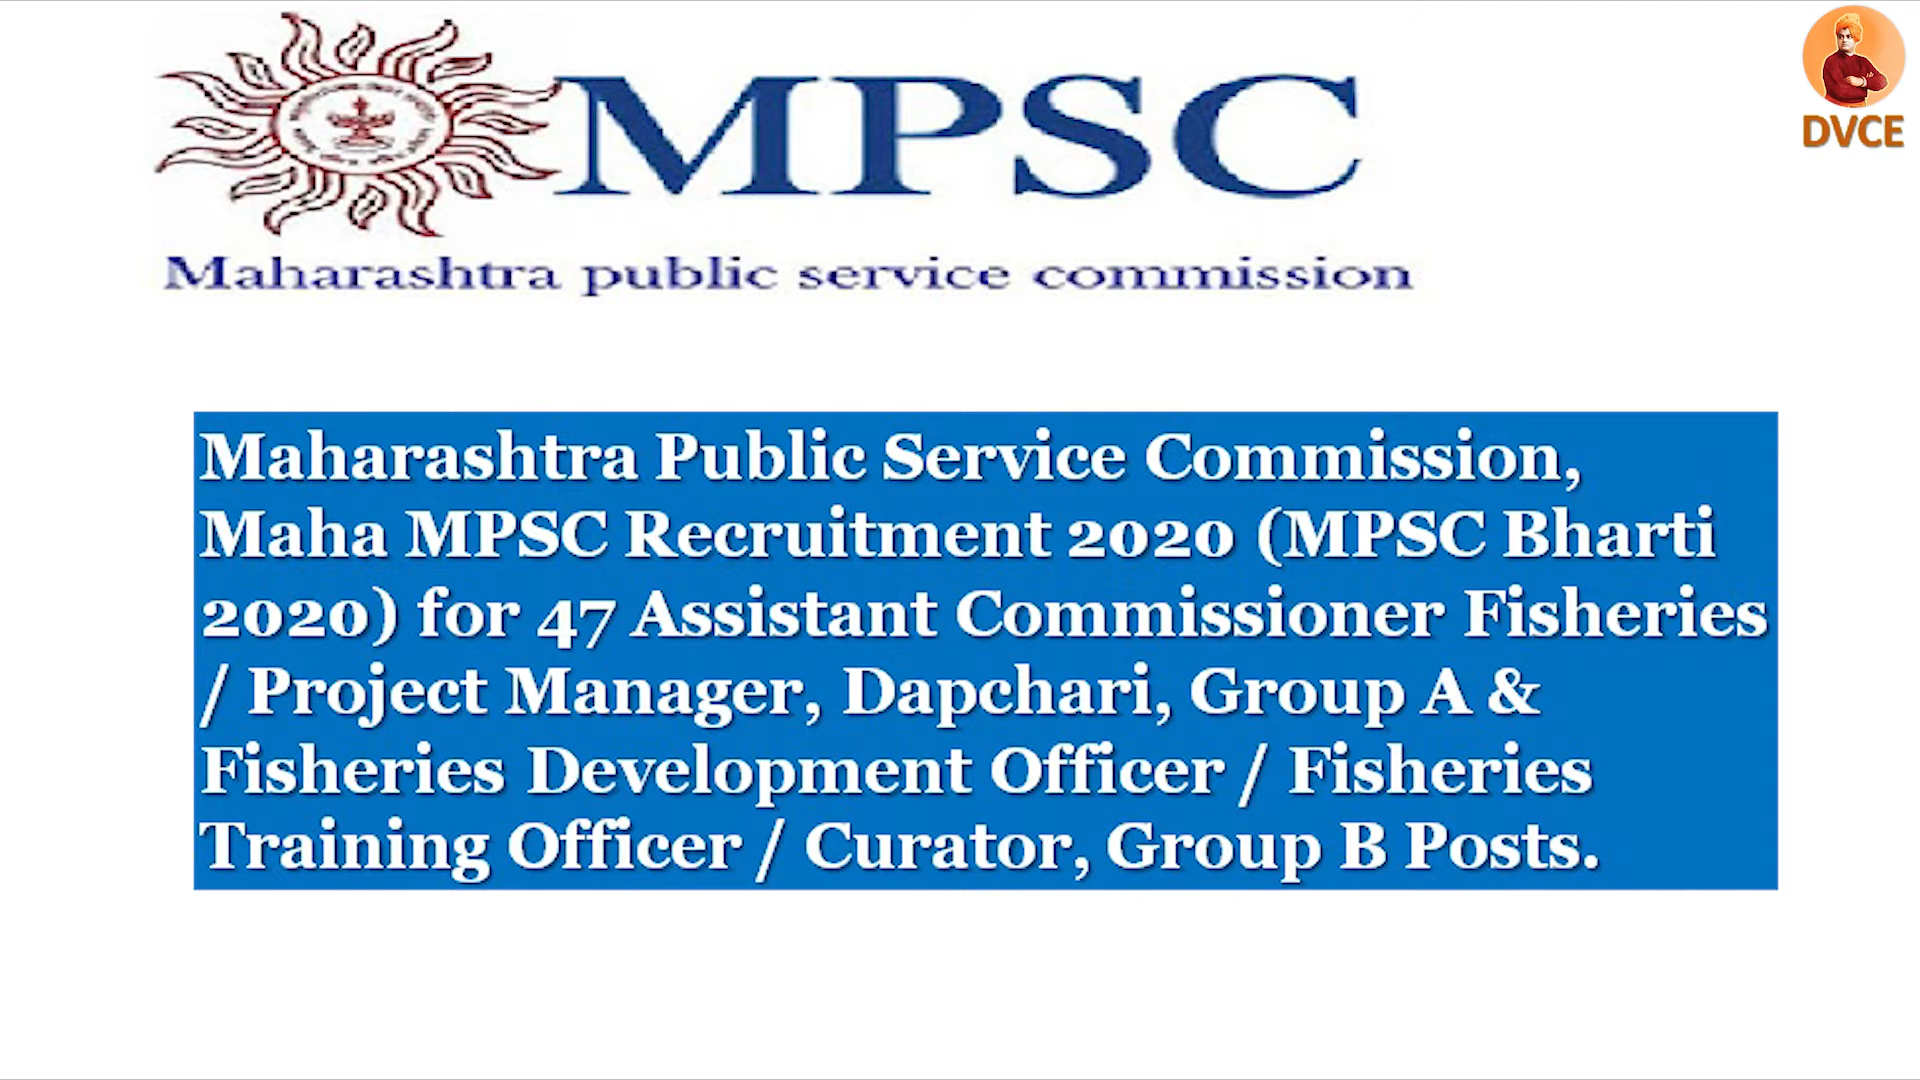 MPSC
DVCE
Maharashtra public service commission
Maharashtra Public Service Commission,
Maha MPSC Recruitment 2020 (MPSC Bharti
2020) for 47 Assistant Commissioner Fisheries
/ Project Manager, Dapchari, Group A &
Fisheries Development Officer / Fisheries
Training Officer / Curator, Group B Posts.